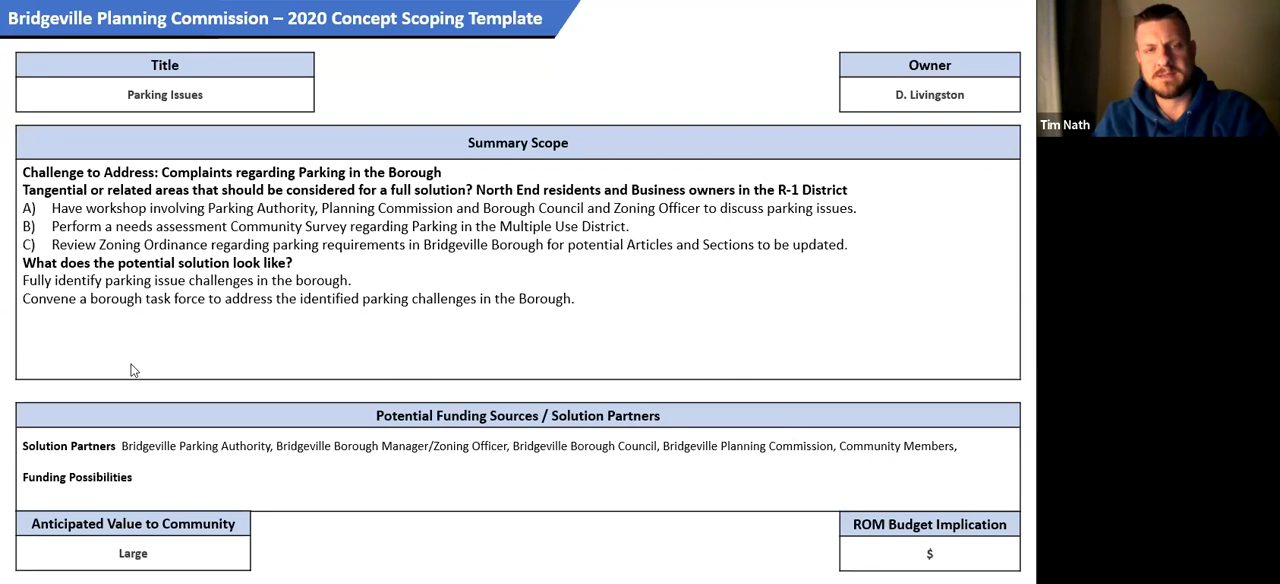 Bridgeville Planning Commission – 2020 Concept Scoping Template
Title
Parking Issues
Owner
D. Livingston
Tim Nath
Summary Scope
Challenge to Address: Complaints regarding Parking in the Borough
Tangential or related areas that should be considered for a full solution? North End residents and Business owners in the R-1 District
A) Have workshop involving Parking Authority, Planning Commission and Borough Council and Zoning Officer to discuss parking issues.
B) Perform a needs assessment Community Survey regarding Parking in the Multiple Use District.
C) Review Zoning Ordinance regarding parking requirements in Bridgeville Borough for potential Articles and Sections to be updated.
What does the potential solution look like?
Fully identify parking issue challenges in the borough.
Convene a borough task force to address the identified parking challenges in the Borough.
Potential Funding Sources / Solution Partners
Solution Partners Bridgeville Parking Authority, Bridgeville Borough Manager/Zoning Officer, Bridgeville Borough Council, Bridgeville Planning Commission, Community Members,
Funding Possibilities
Anticipated Value to Community
Large
ROM Budget Implication
$